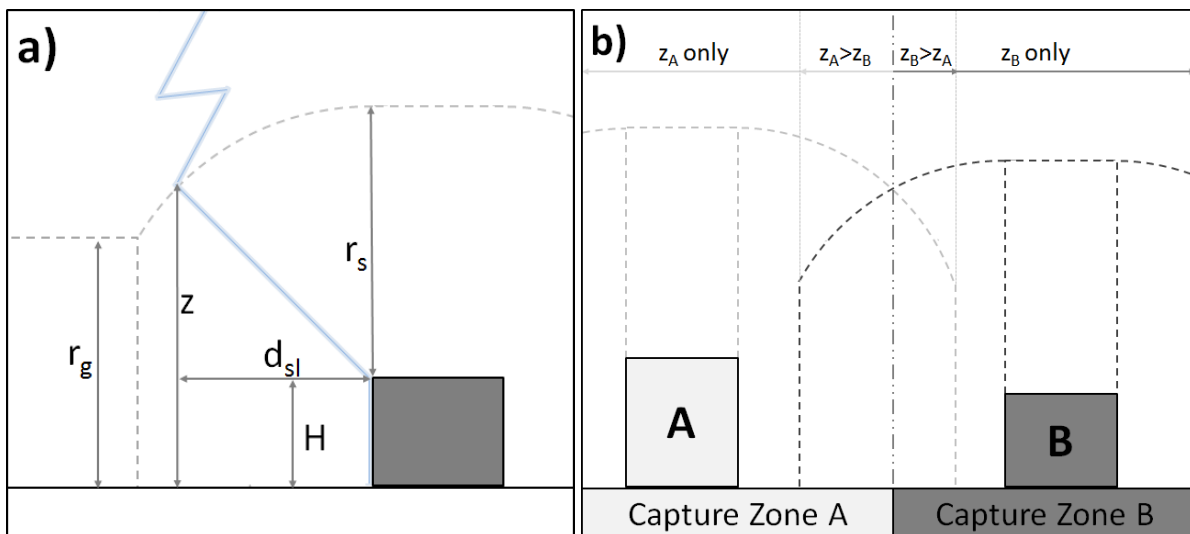 a)
r_s
z
r_g
d_sl
H
b)
z_A only
z_A>z_B
z_B>z_A
z_B only
A
B
Capture Zone A
Capture Zone B